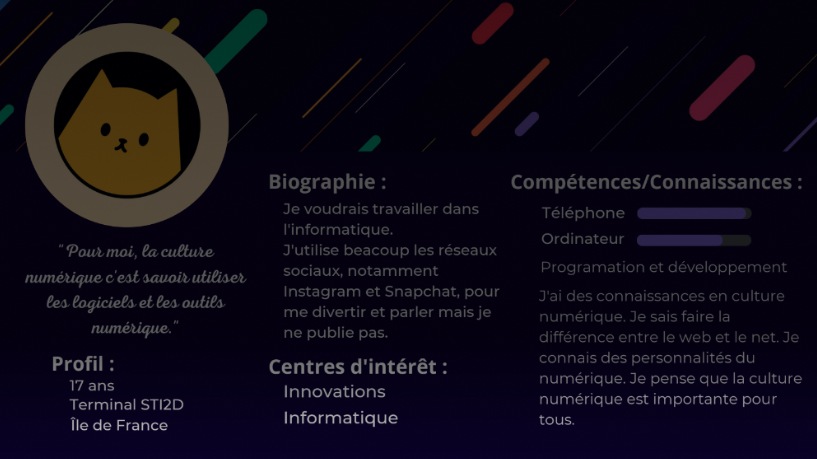 "Pour moi, la culture
numérique c'est savoir utiliser
les logiciels et les outils
numérique."
Profil :
17 ans
Terminal STI2D
Île de France
Biographie :
Je voudrais travailler dans
l'informatique.
J'utilise beacoup les réseaux
sociaux, notamment
Instagram et Snapchat, pour
me divertir et parler mais je
ne publie pas.
Centres d'intérêt :
Innovations
Informatique
Compétences/Connaissances :
Téléphone
Ordinateur
Programation et développement
J'ai des connaissances en culture
numérique. Je sais faire la
différence entre le web et le net. Je
connais des personnalités du
numérique. Je pense que la culture
numérique est importante pour
tous.